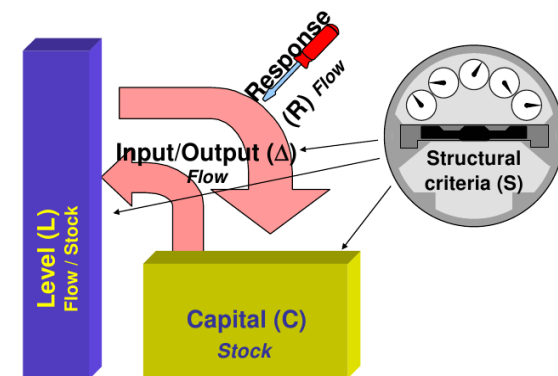 Response
(R) Flow
Input/Output (Δ)
Flow
Structural
criteria (S)
Level (L)
Flow / Stock
Capital (C)
Stock